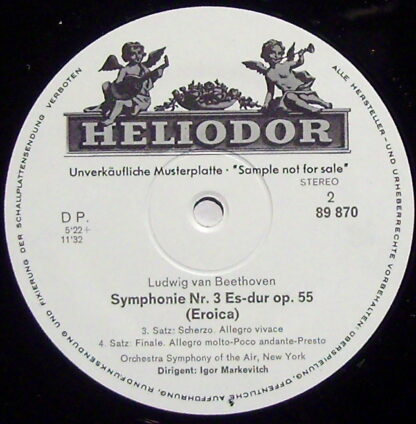 HELIODOR
Unverkäufliche Musterplatte · "Sample not for sale"
STEREO
2
89 870
D P.
5'22+
11'32
Ludwig van Beethoven
Symphonie Nr. 3 Es-dur op. 55
(Eroica)
3. Satz: Scherzo. Allegro vivace
4. Satz: Finale. Allegro molto-Poco andante-Presto
Orchestra Symphony of the Air, New York
Dirigent: Igor Markevitch
ALLE HERSTELLER- UND URHEBERRECHTE VORBEHALTEN: ÜBERSPIELUNG, ÖFFENTLICHE AUFFÜHRUNG, RUNDFUNKSENDUNG UND FIXIERUNG DER SCHALLPLATTENSENDUNG VERBOTEN